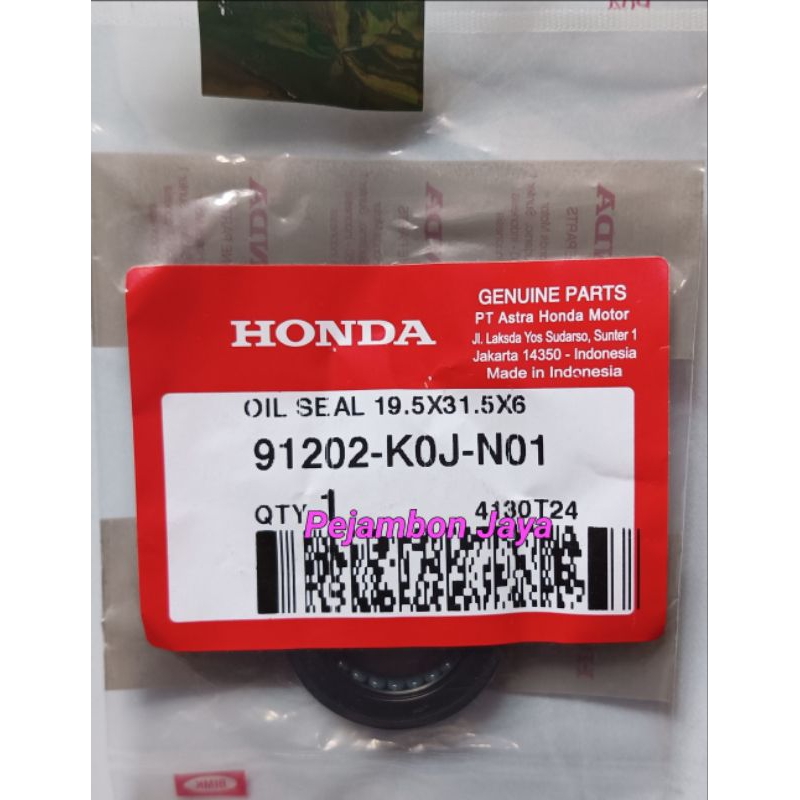 HONDA
GENUINE PARTS
PT Astra Honda Motor
Jl. Laksda Yos Sudarso, Sunter 1
Jakarta 14350 - Indonesia
Made in Indonesia
OIL SEAL 19.5X31.5X6
91202-K0J-N01
QTY 1 4130T24
Pejambon Jaya